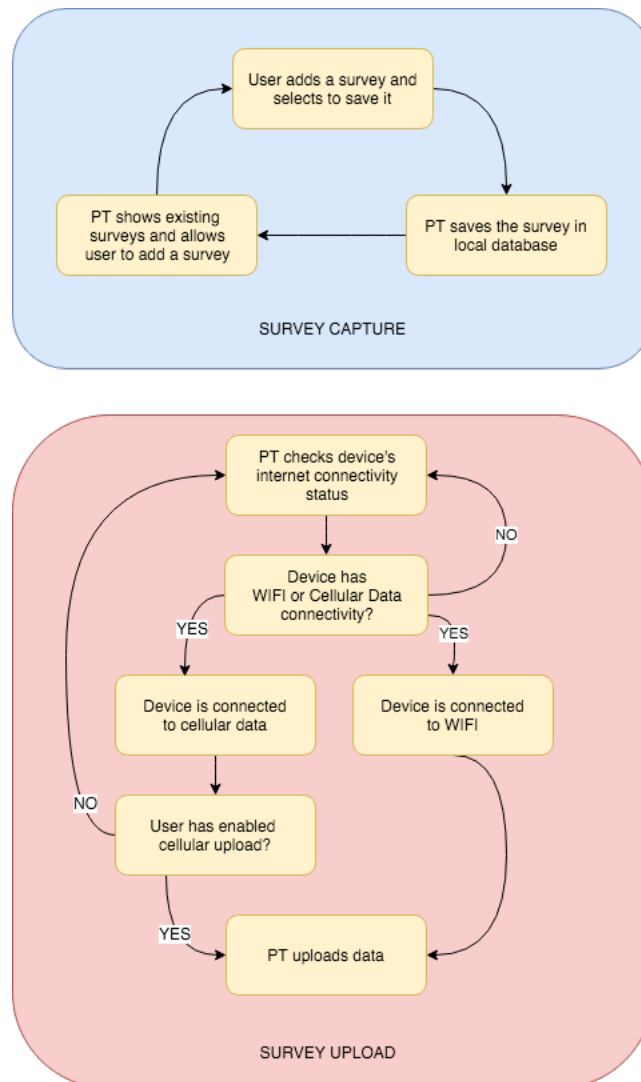 User adds a survey and
selects to save it
PT shows existing
surveys and allows
user to add a survey
PT saves the survey in
local database
SURVEY CAPTURE
PT checks device's
internet connectivity
status
NO
Device has
WIFI or Cellular Data
connectivity?
YES
YES
Device is connected
to cellular data
Device is connected
to WIFI
NO
User has enabled
cellular upload?
YES
PT uploads data
SURVEY UPLOAD